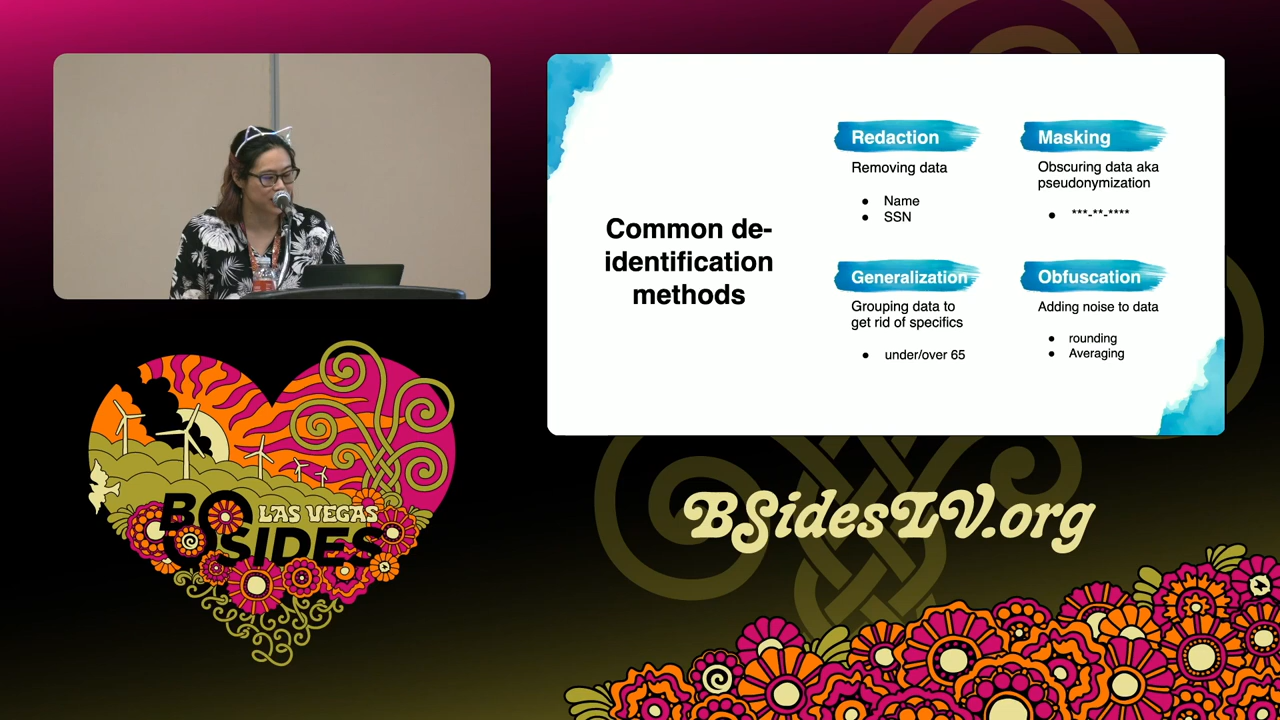 Common de-
identification
methods
Redaction
Removing data
● Name
● SSN
Masking
Obscuring data aka
pseudonymization
● ***-**-****
Generalization
Grouping data to
get rid of specifics
● under/over 65
Obfuscation
Adding noise to data
● rounding
● Averaging
BSidesLV.org
LAS VEGAS
BSIDES
23